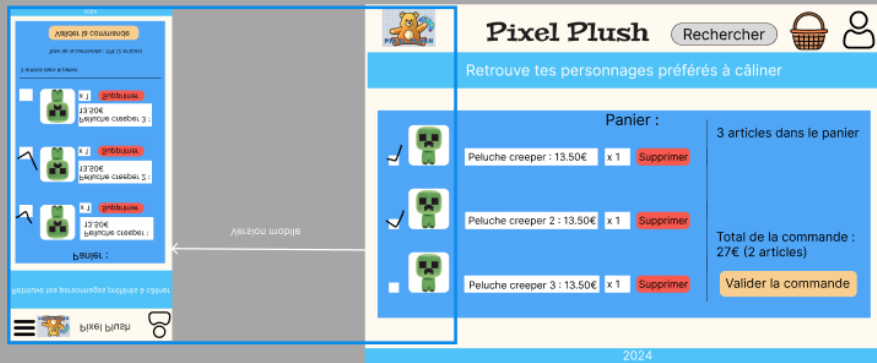 Pixel Plush
Rechercher
Retrouve tes personnages préférés à câliner
Panier :
3 articles dans le panier
Peluche creeper : 13.50€
x 1
Supprimer
Peluche creeper 2 : 13.50€
x 1
Supprimer
Total de la commande :
27€ (2 articles)
Peluche creeper 3 : 13.50€
x 1
Supprimer
Valider la commande
2024
Version mobile
Pixel Plush
Retrouve tes personnages préférés à câliner
Panier :
Peluche creeper :
13.50€
x 1
Supprimer
Peluche creeper 2 :
13.50€
x 1
Supprimer
Peluche creeper 3 :
13.50€
x 1
Supprimer
3 articles dans le panier
Total de la commande : 27€ (2 articles)
Valider la commande
2024